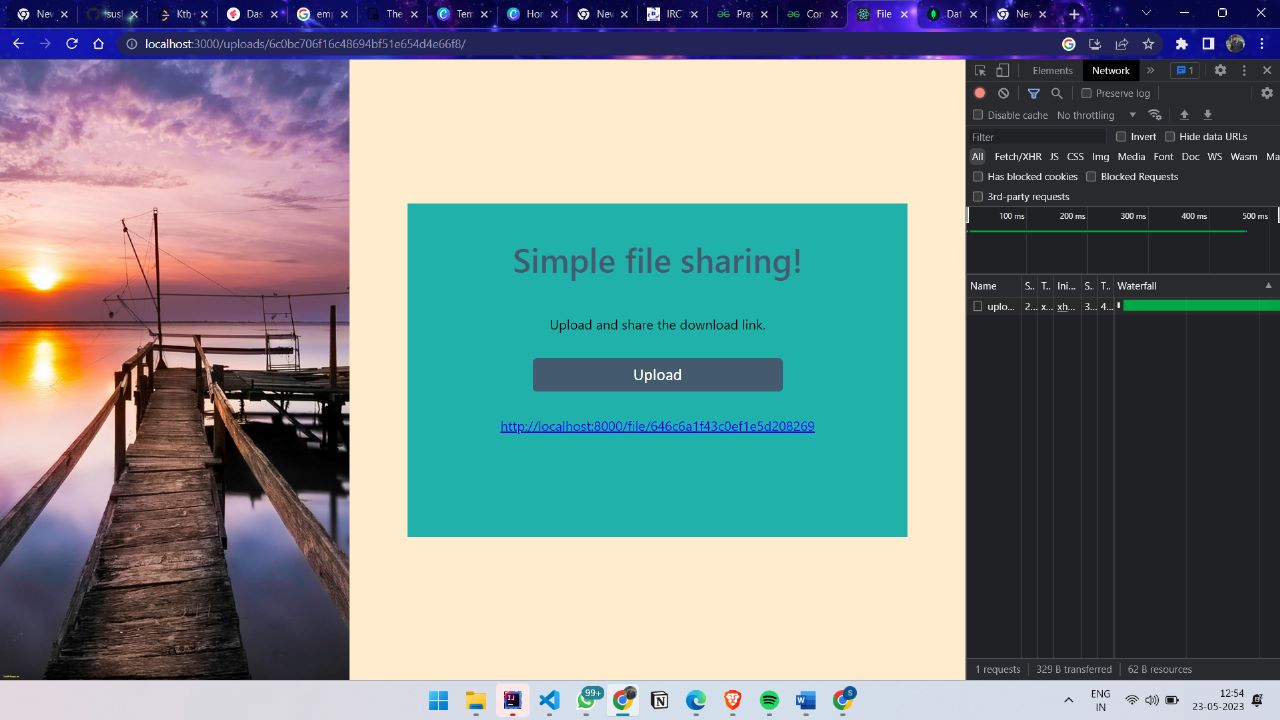 Nev
susl
Ktb+
Das
emp
The
Ten
Hor
Nev
IRC
Pra
Cor
File
Dat
Nev
localhost:3000/uploads/6c0bc706f16c48694bf51e654d4e66f8/
Elements
Network
1
Preserve log
Disable cache
No throttling
Filter
Invert
Hide data URLs
All Fetch/XHR JS CSS Img Media Font Doc WS Wasm Ma
Has blocked cookies
Blocked Requests
3rd-party requests
100 ms
200 ms
300 ms
400 ms
500 ms
Name S.. T.. Ini... S.. T.. Waterfall
uplo... 2... x... xh... 3... 4...
Simple file sharing!
Upload and share the download link.
Upload
http://localhost:8000/file/646c6a1f43c0ef1e5d208269
1 requests
329 B transferred
62 B resources
99+
S
ENG
IN
12:54
23-05-2023